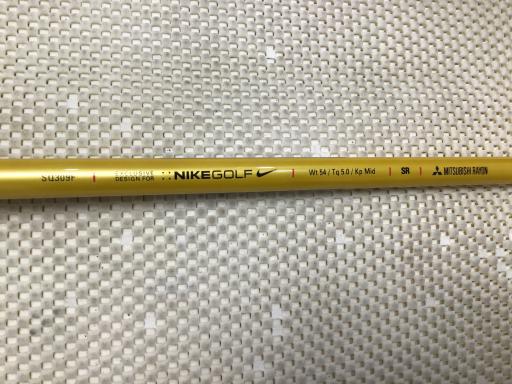 SQ309F
EXCLUSIVE
DESIGN FOR
NIKEGOLF
Wt 54 / Tq 5.0 / Kp Mid
SR
MITSUBISHI RAYON